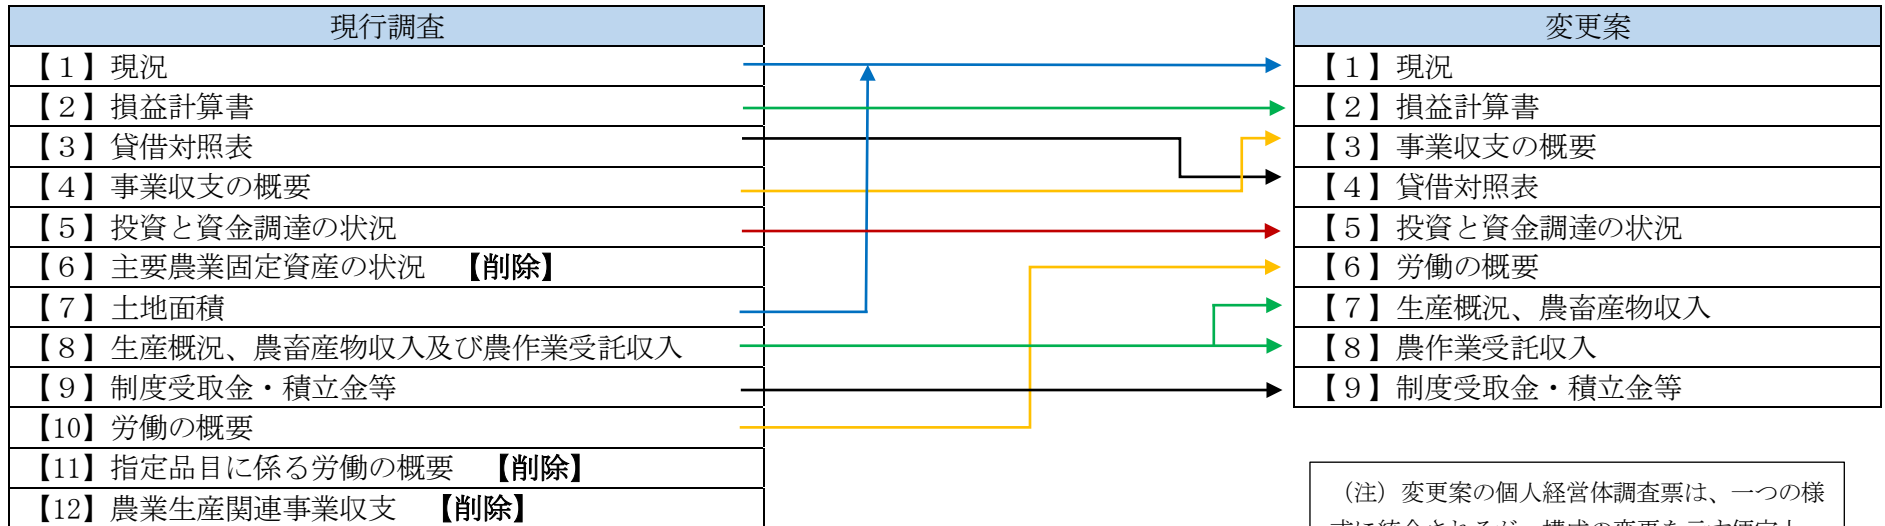 現行調査
【1】現況
【2】損益計算書
【3】貸借対照表
【4】事業収支の概要
【5】投資と資金調達の状況
【6】主要農業固定資産の状況　【削除】
【7】土地面積
【8】生産概況、農畜産物収入及び農作業受託収入
【9】制度受取金・積立金等
【10】労働の概要
【11】指定品目に係る労働の概要　【削除】
【12】農業生産関連事業収支　【削除】
変更案
【1】現況
【2】損益計算書
【3】事業収支の概要
【4】貸借対照表
【5】投資と資金調達の状況
【6】労働の概要
【7】生産概況、農畜産物収入
【8】農作業受託収入
【9】制度受取金・積立金等
（注）変更案の個人経営体調査票は、一つの様